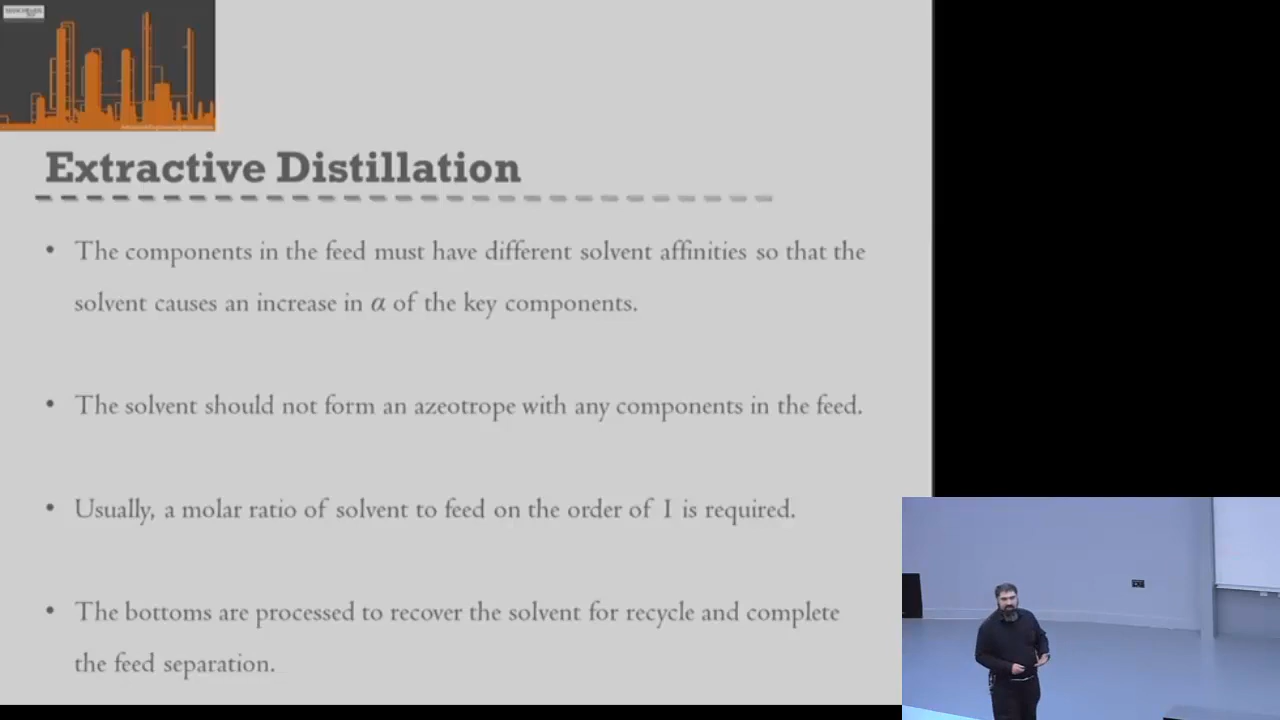 Extractive Distillation
• The components in the feed must have different solvent affinities so that the
solvent causes an increase in α of the key components.
• The solvent should not form an azeotrope with any components in the feed.
• Usually, a molar ratio of solvent to feed on the order of 1 is required.
• The bottoms are processed to recover the solvent for recycle and complete
the feed separation.